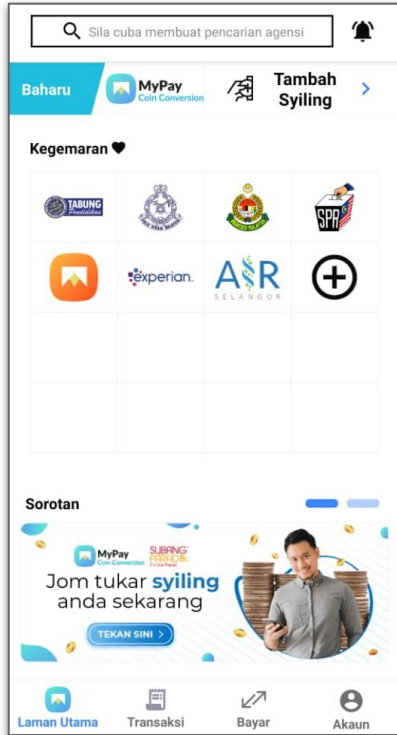 Sila cuba membuat pencarian agensi
Baharu
MyPay
Coin Conversion
Tambah
Syiling
Kegemaran
TABUNG
Pendidikan
SPR
experian.
AIR
SELANGOR
Sorotan
MyPay
Coin Conversion
SUBANG
PARADE
Jom tukar syiling
anda sekarang
TEKAN SINI >
Laman Utama
Transaksi
Bayar
Akaun